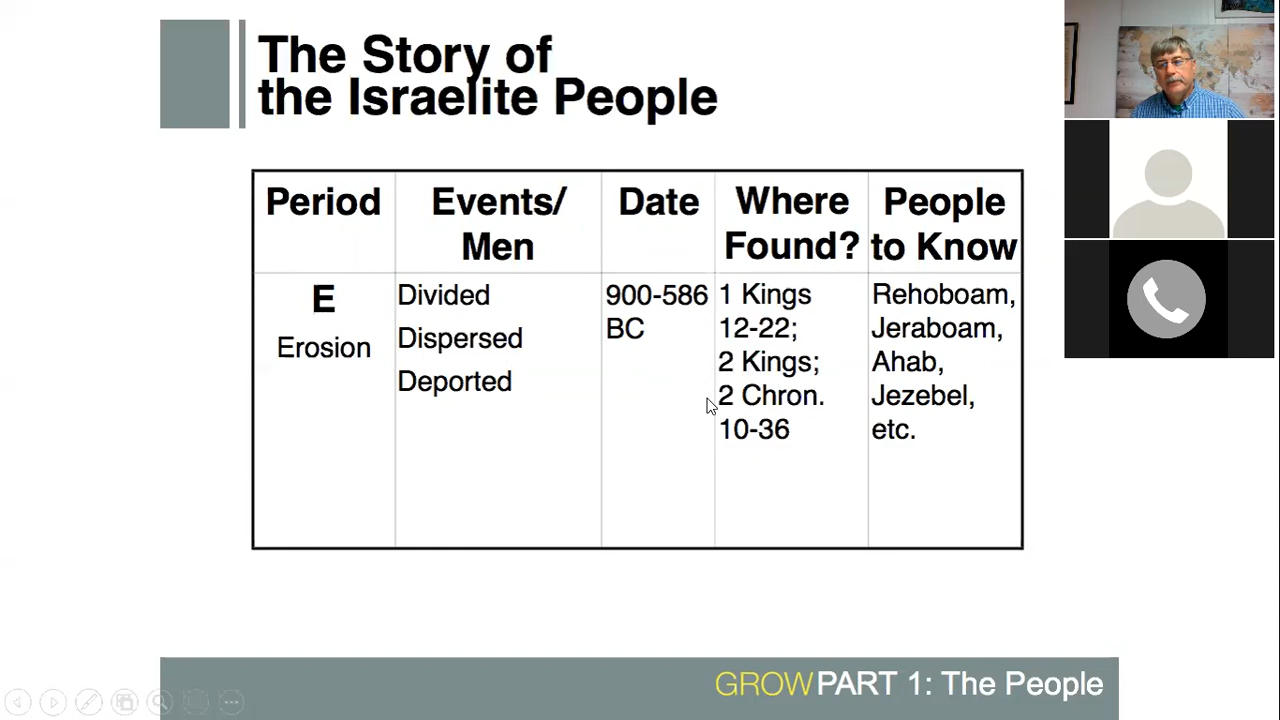 The Story of
the Israelite People
Period
Events/
Men
Date
Where
Found?
People
to Know
E
Erosion
Divided
Dispersed
Deported
900-586
BC
1 Kings
12-22;
2 Kings;
2 Chron.
10-36
Rehoboam,
Jeraboam,
Ahab,
Jezebel,
etc.
GROWPART 1: The People